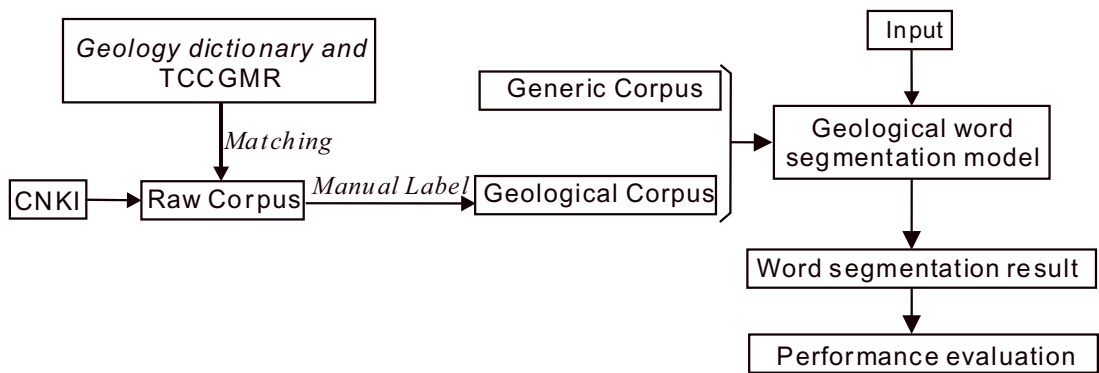 Geology dictionary and
TCCGMR
Input
Generic Corpus
Geological word
segmentation model
Matching
CNKI
Raw Corpus
Manual Label
Geological Corpus
Word segmentation result
Performance evaluation